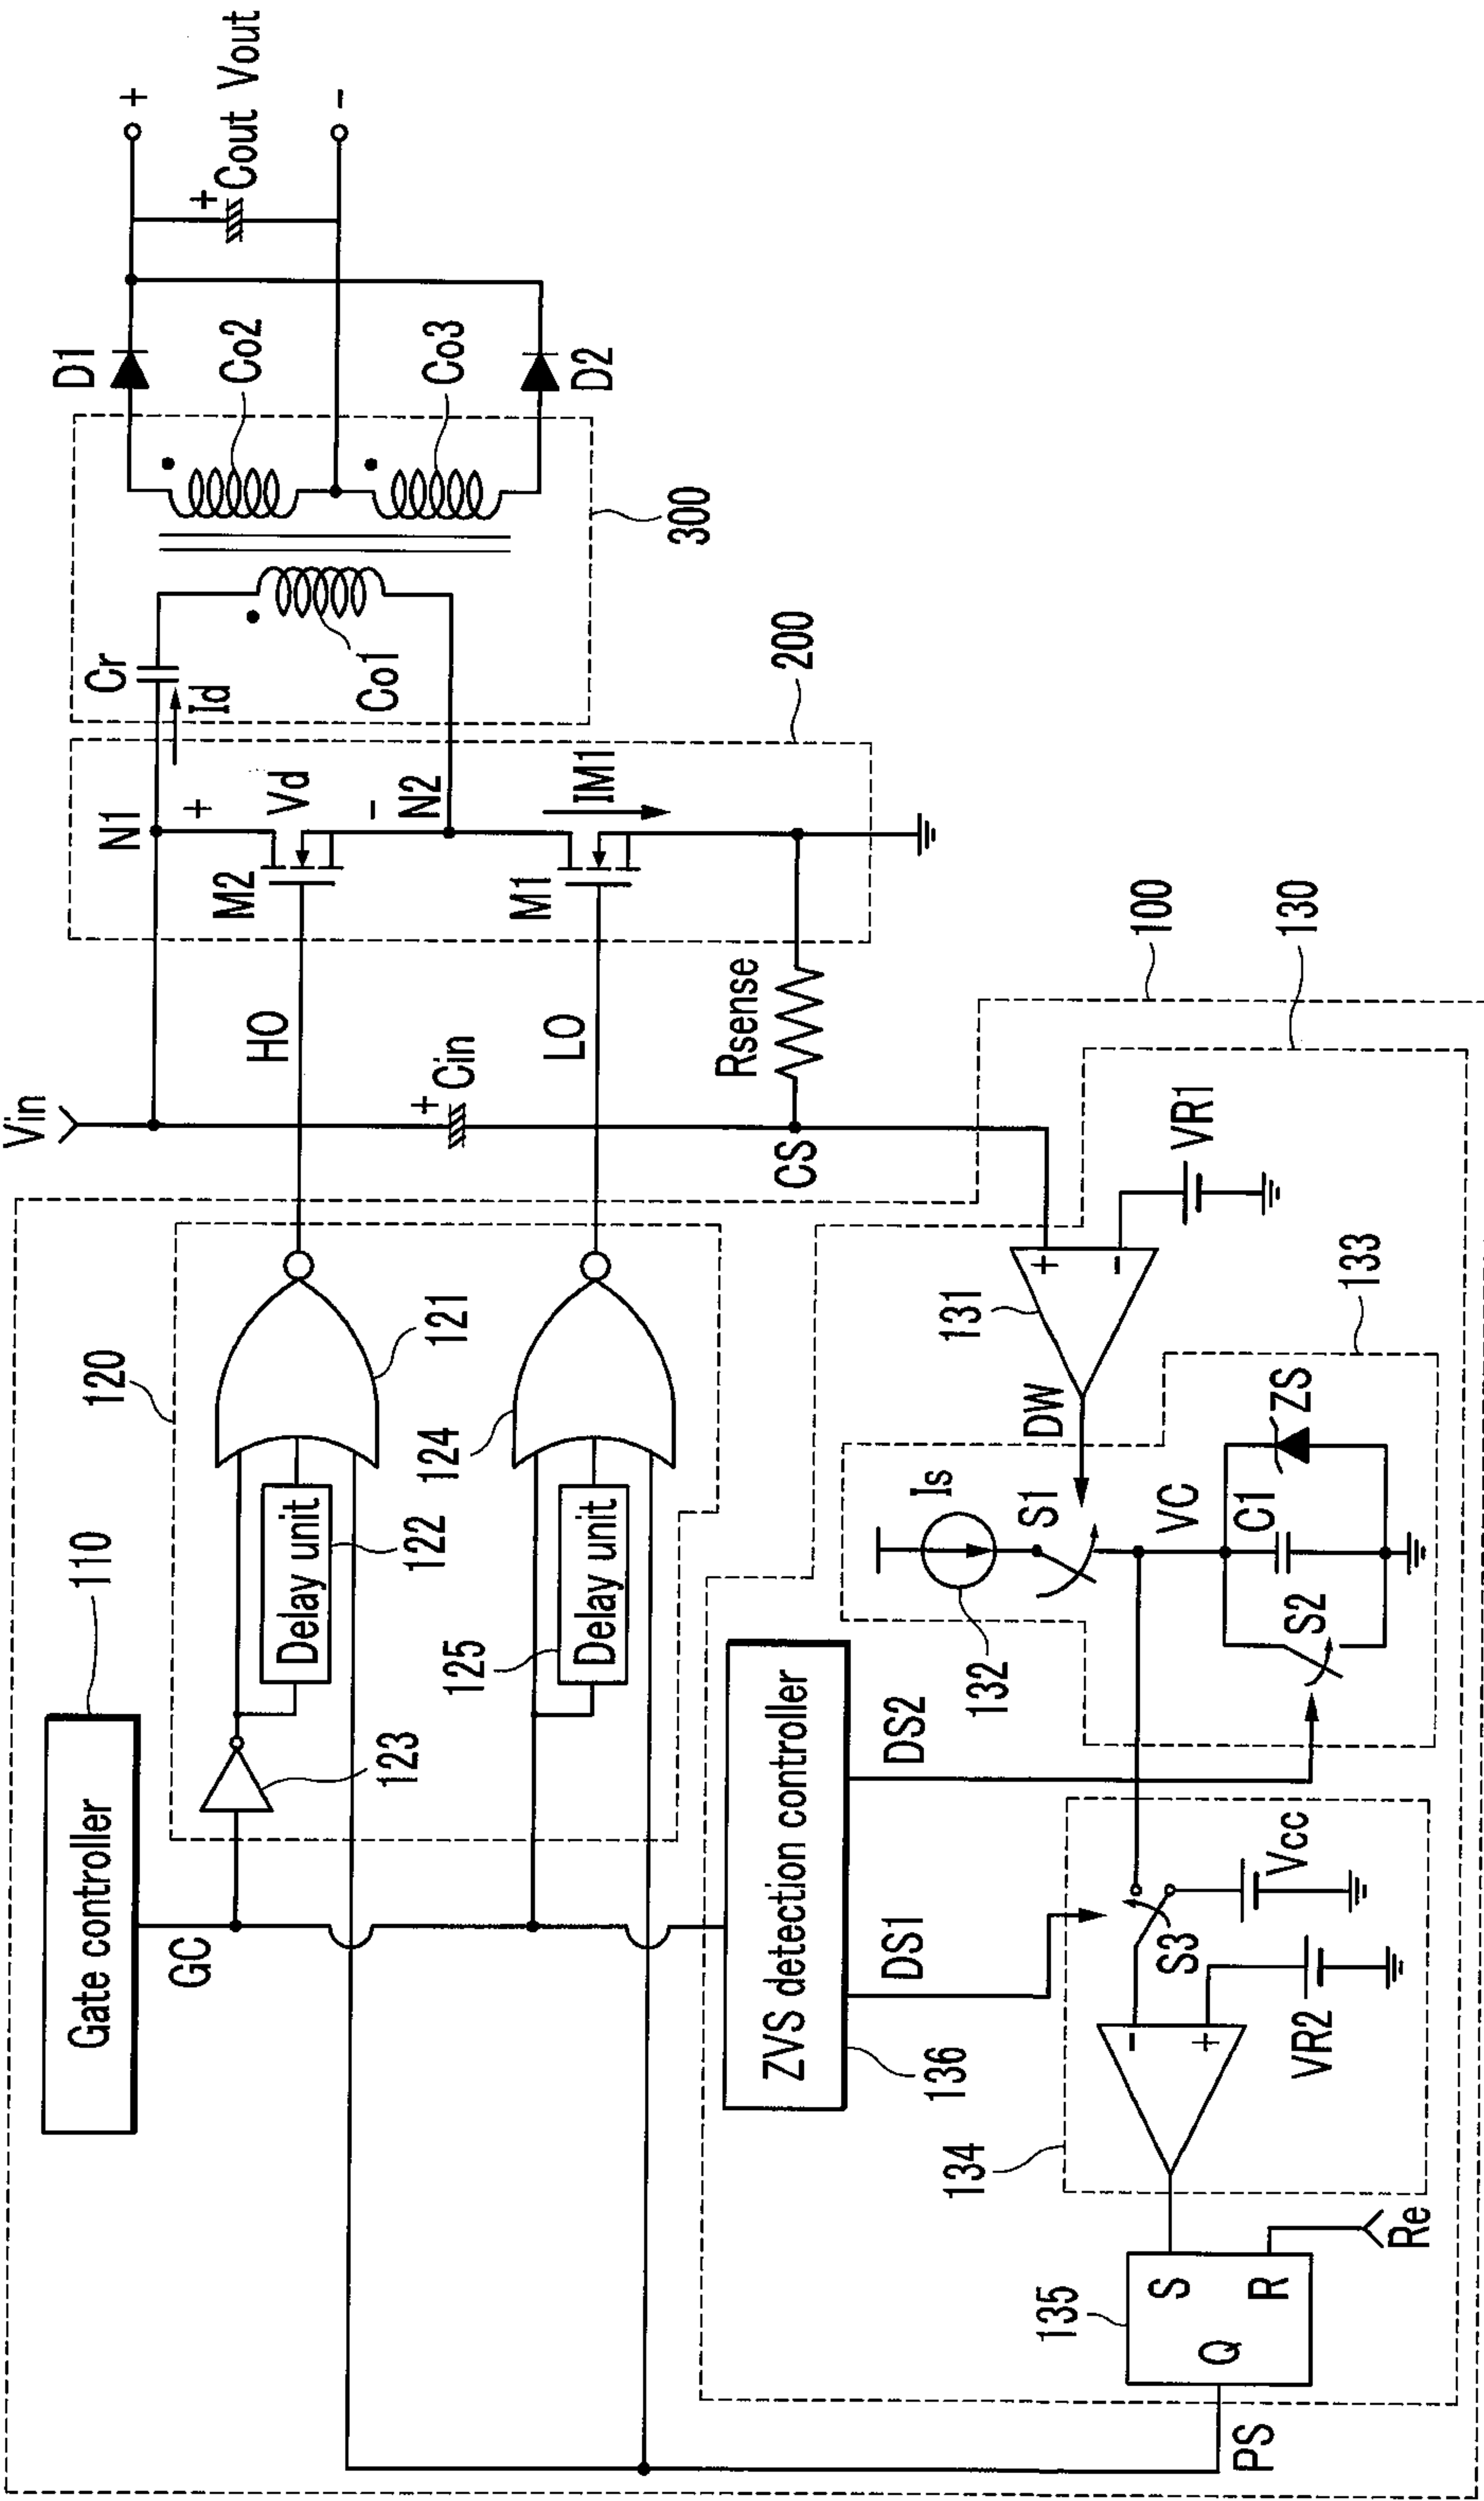 Gate controller
110
GC
120
123
Delay unit
122
121
Delay unit
125
124
HO
LO
Vin
+
Cin
CS
Rsense
N1
+
Vd
-
N2
M2
M1
IM1
200
Cr
Id
Co1
300
Co2
Co3
D1
D2
+
Cout
Vout
+
-
100
130
ZVS detection controller
136
DS1
DS2
131
+
-
VR1
DW
Is
132
S1
VC
C1
ZS
S2
133
134
-
+
S3
Vcc
VR2
135
S
R
Q
Re
PS